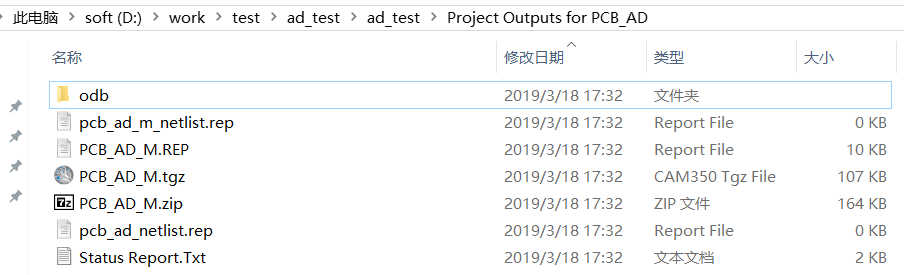 此电脑 > soft (D:) > work > test > ad_test > ad_test > Project Outputs for PCB_AD
名称 修改日期 类型 大小
odb 2019/3/18 17:32 文件夹
pcb_ad_m_netlist.rep 2019/3/18 17:32 Report File 0 KB
PCB_AD_M.REP 2019/3/18 17:32 Report File 10 KB
PCB_AD_M.tgz 2019/3/18 17:32 CAM350 Tgz File 107 KB
PCB_AD_M.zip 2019/3/18 17:32 ZIP 文件 164 KB
pcb_ad_netlist.rep 2019/3/18 17:32 Report File 0 KB
Status Report.Txt 2019/3/18 17:32 文本文档 2 KB